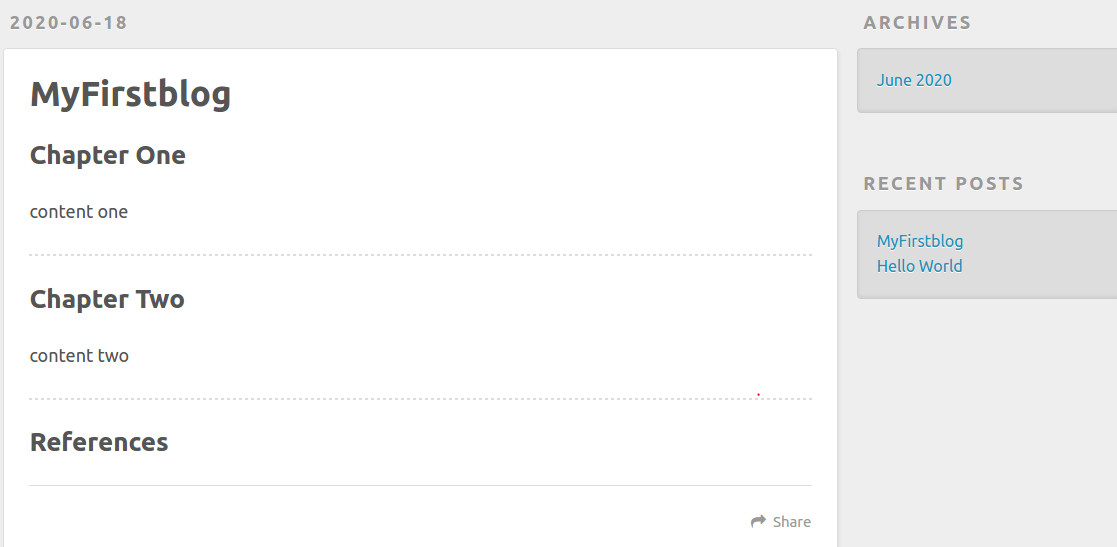 2020-06-18
MyFirstblog
Chapter One
content one
Chapter Two
content two
References
Share
ARCHIVES
June 2020
RECENT POSTS
MyFirstblog
Hello World